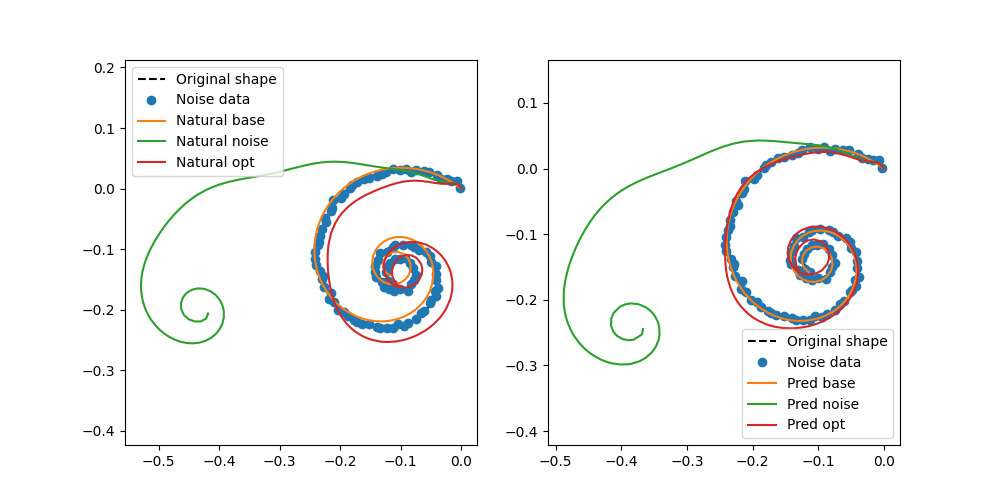 0.2
0.1
0.0
−0.1
−0.2
−0.3
−0.4
−0.5
−0.4
−0.3
−0.2
−0.1
0.0
Original shape
Noise data
Natural base
Natural noise
Natural opt
0.1
0.0
−0.1
−0.2
−0.3
−0.4
−0.5
−0.4
−0.3
−0.2
−0.1
0.0
Original shape
Noise data
Pred base
Pred noise
Pred opt